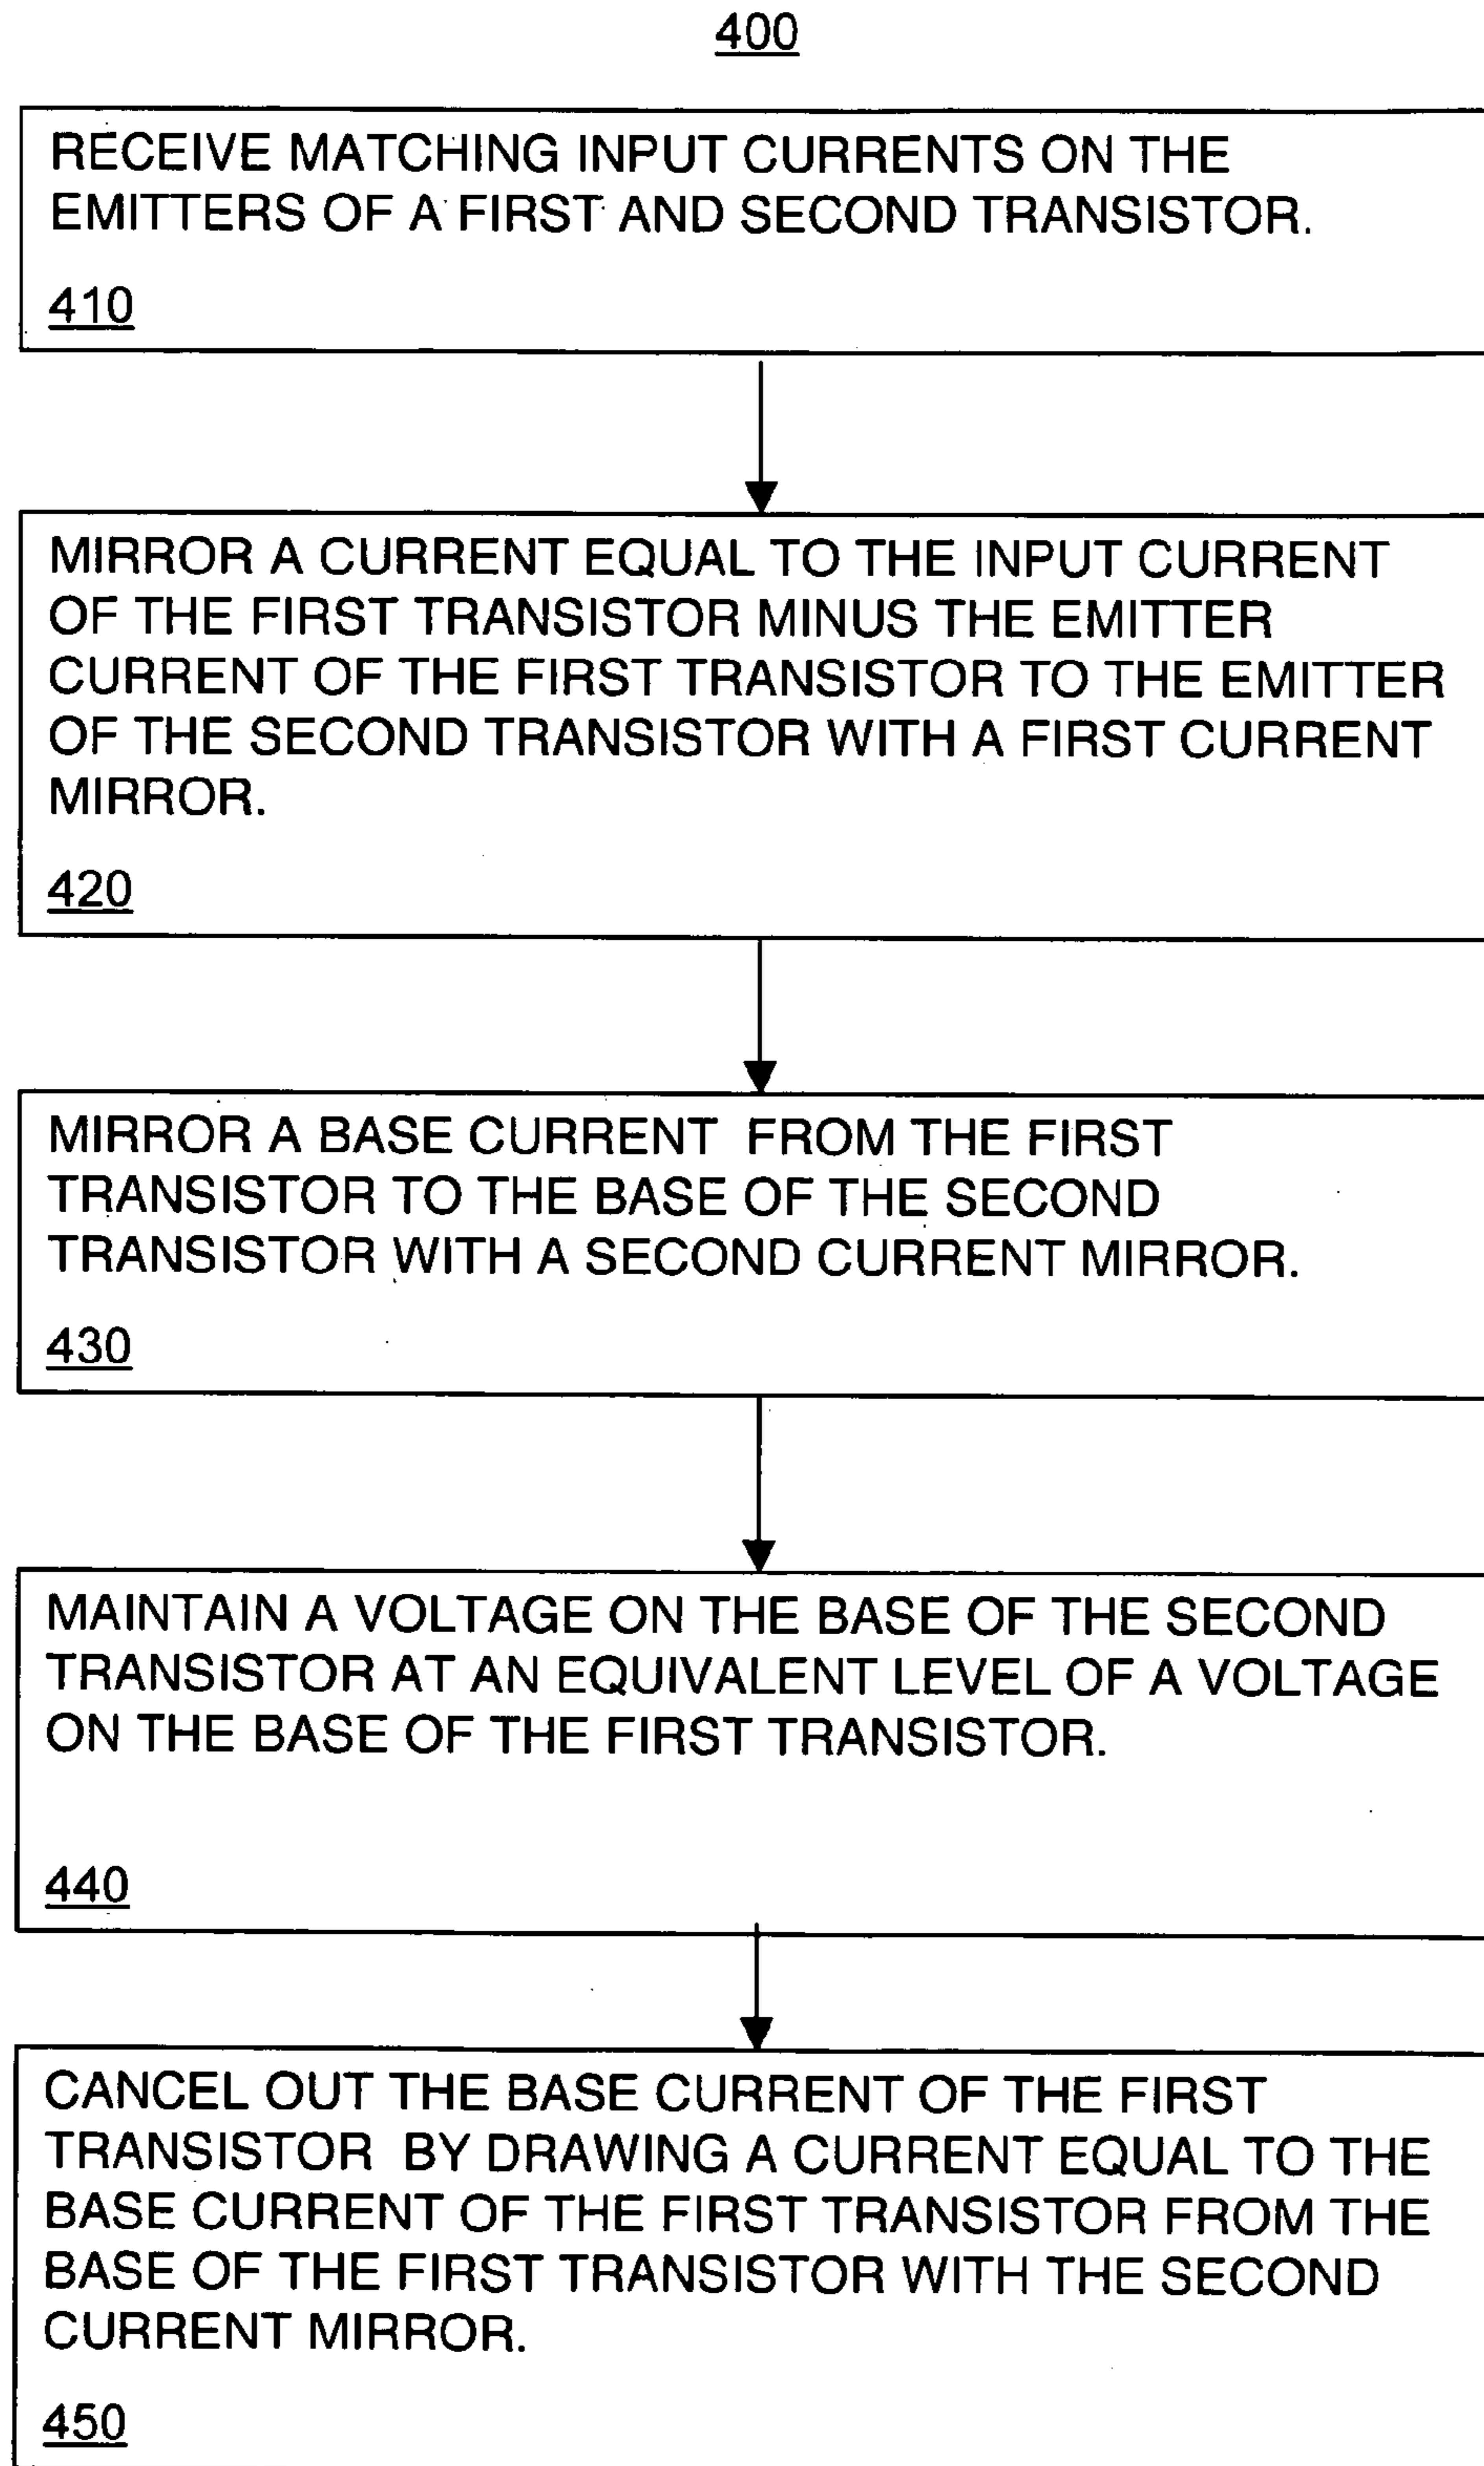 400
RECEIVE MATCHING INPUT CURRENTS ON THE
EMITTERS OF A FIRST AND SECOND TRANSISTOR.
410
MIRROR A CURRENT EQUAL TO THE INPUT CURRENT
OF THE FIRST TRANSISTOR MINUS THE EMITTER
CURRENT OF THE FIRST TRANSISTOR TO THE EMITTER
OF THE SECOND TRANSISTOR WITH A FIRST CURRENT
MIRROR.
420
MIRROR A BASE CURRENT FROM THE FIRST
TRANSISTOR TO THE BASE OF THE SECOND
TRANSISTOR WITH A SECOND CURRENT MIRROR.
430
MAINTAIN A VOLTAGE ON THE BASE OF THE SECOND
TRANSISTOR AT AN EQUIVALENT LEVEL OF A VOLTAGE
ON THE BASE OF THE FIRST TRANSISTOR.
440
CANCEL OUT THE BASE CURRENT OF THE FIRST
TRANSISTOR BY DRAWING A CURRENT EQUAL TO THE
BASE CURRENT OF THE FIRST TRANSISTOR FROM THE
BASE OF THE FIRST TRANSISTOR WITH THE SECOND
CURRENT MIRROR.
450